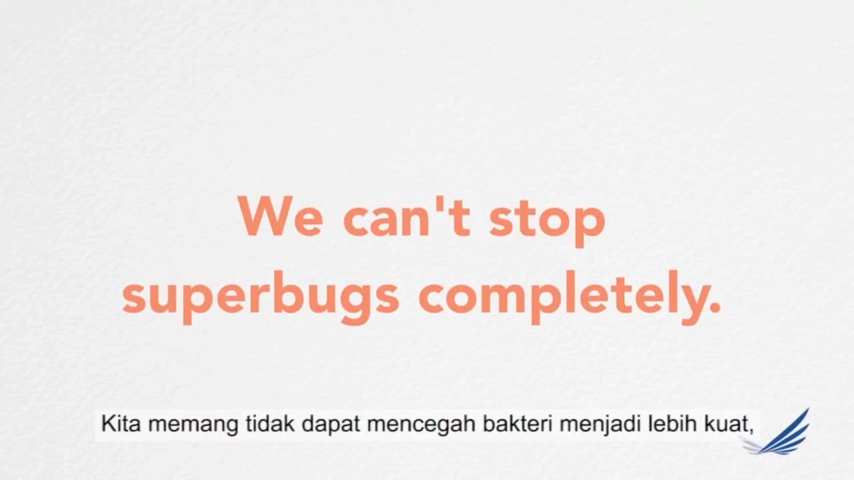 We can't stop
superbugs completely.
Kita memang tidak dapat mencegah bakteri menjadi lebih kuat,